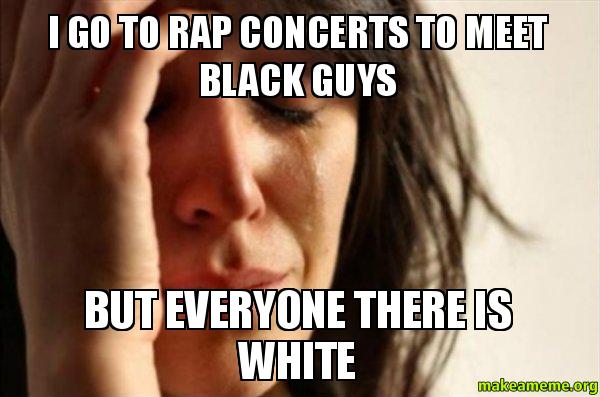 I GO TO RAP CONCERTS TO MEET
BLACK GUYS
BUT EVERYONE THERE IS
WHITE
makeameme.org